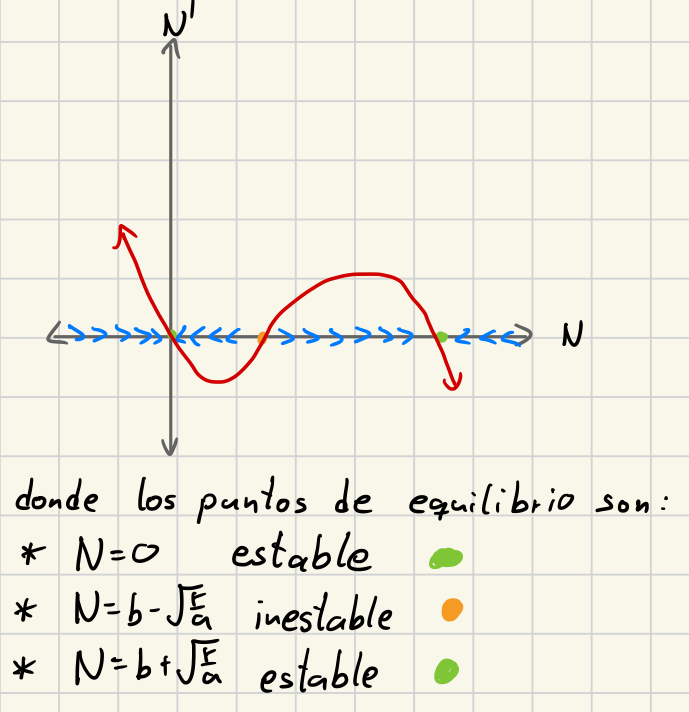 N'
N
donde los puntos de equilibrio son:
* N=0 estable
* N=b-√r/a inestable
* N=b+√r/a estable